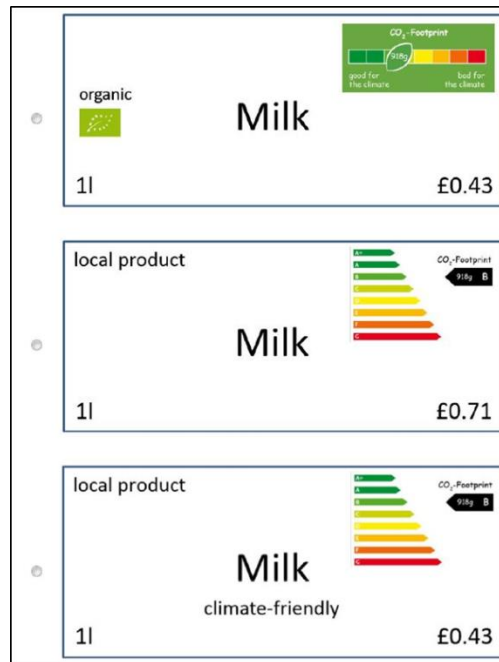 CO₂-Footprint
918g
good for the climate
bad for the climate
organic
Milk
1l
£0.43
local product
A+
A
B
C
D
E
F
G
CO₂-Footprint
918g B
Milk
1l
£0.71
local product
A+
A
B
C
D
E
F
G
CO₂-Footprint
918g B
Milk
climate-friendly
1l
£0.43